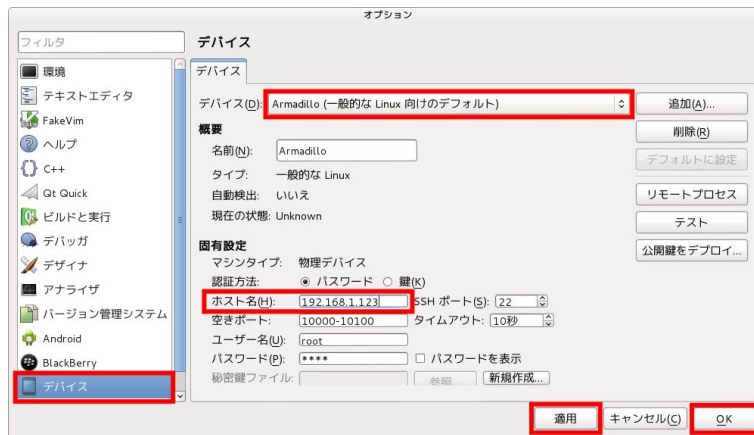 オプション
フィルタ
環境
テキストエディタ
FakeVim
ヘルプ
C++
Qt Quick
ビルドと実行
デバッガ
デザイナ
アナライザ
バージョン管理システム
Android
BlackBerry
デバイス
デバイス
デバイス
デバイス(D): Armadillo (一般的な Linux 向けのデフォルト)
概要
名前(N): Armadillo
タイプ: 一般的な Linux
自動検出: いいえ
現在の状態: Unknown
固有設定
マシンタイプ: 物理デバイス
認証方法: パスワード 鍵(K)
ホスト名(H): 192.168.1.123 SSH ポート(S): 22
空きポート: 10000-10100 タイムアウト: 10秒
ユーザー名(U): root
パスワード(P): **** パスワードを表示
秘密鍵ファイル: 参照... 新規作成...
追加(A)...
削除(R)
デフォルトに設定
リモートプロセス
テスト
公開鍵をデプロイ...
適用 キャンセル(C) OK